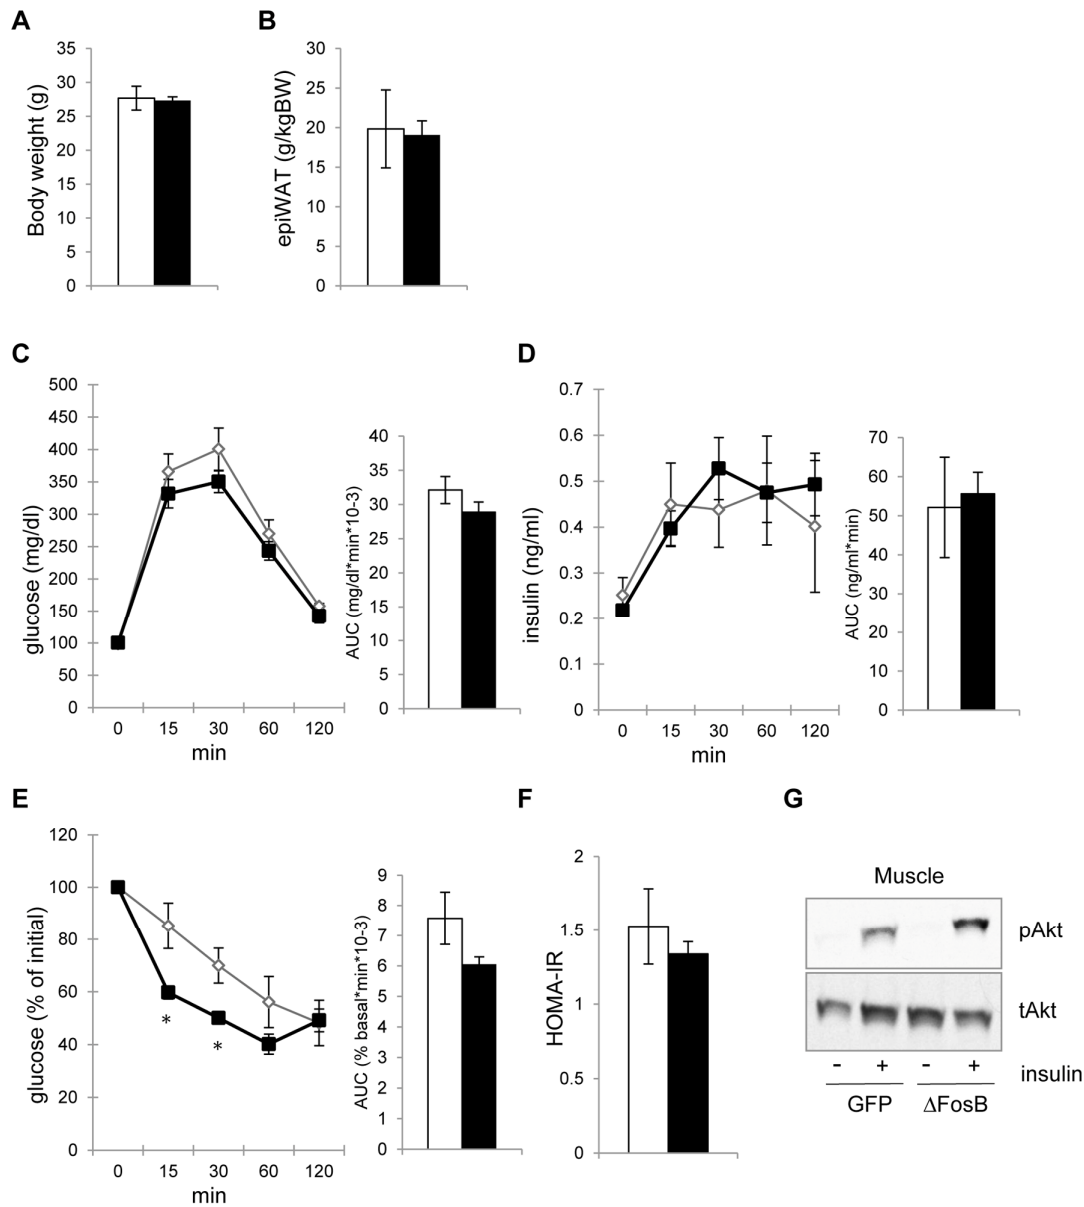 A
B
Body weight (g)
35
30
25
20
15
10
5
0
epiWAT (g/kgBW)
30
25
20
15
10
5
0
C
D
glucose (mg/dl)
500
450
400
350
300
250
200
150
100
50
0
0 15 30 60 120
min
AUC (mg/dl*min*10-3)
40
35
30
25
20
15
10
5
0
insulin (ng/ml)
0.7
0.6
0.5
0.4
0.3
0.2
0.1
0
0 15 30 60 120
min
AUC (ng/ml*min)
70
60
50
40
30
20
10
0
E
F
G
glucose (% of initial)
120
100
80
60
40
20
0
*
*
0 15 30 60 120
min
AUC (% basal*min*10-3)
9
8
7
6
5
4
3
2
1
0
HOMA-IR
2
1.5
1
0.5
0
Muscle
pAkt
tAkt
- + - + insulin
GFP ΔFosB